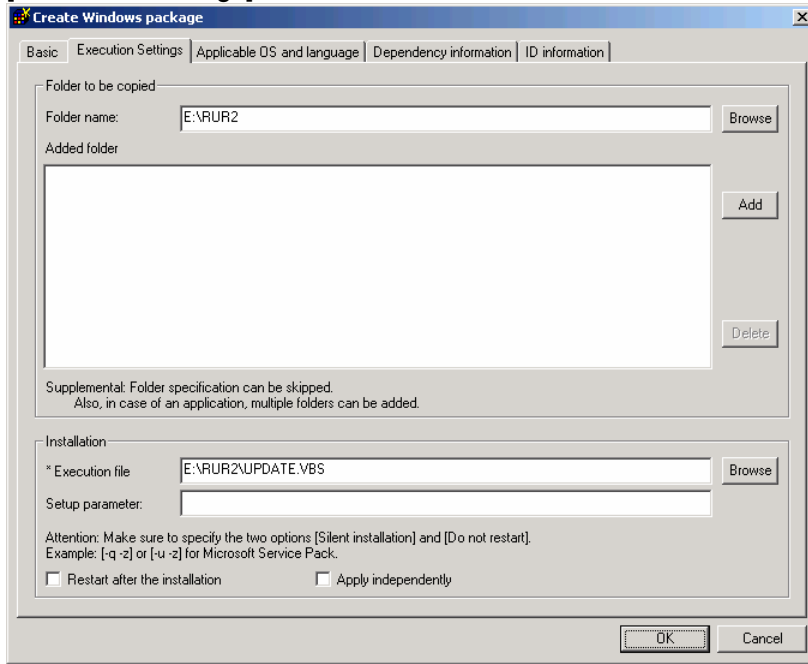 Create Windows package
Basic Execution Settings Applicable OS and language Dependency information ID information
Folder to be copied
Folder name: E:\RUR2 Browse
Added folder
Add
Delete
Supplemental: Folder specification can be skipped.
Also, in case of an application, multiple folders can be added.
Installation
* Execution file E:\RUR2\UPDATE.VBS Browse
Setup parameter:
Attention: Make sure to specify the two options [Silent installation] and [Do not restart].
Example: [-q -z] or [-u -z] for Microsoft Service Pack.
Restart after the installation Apply independently
OK Cancel